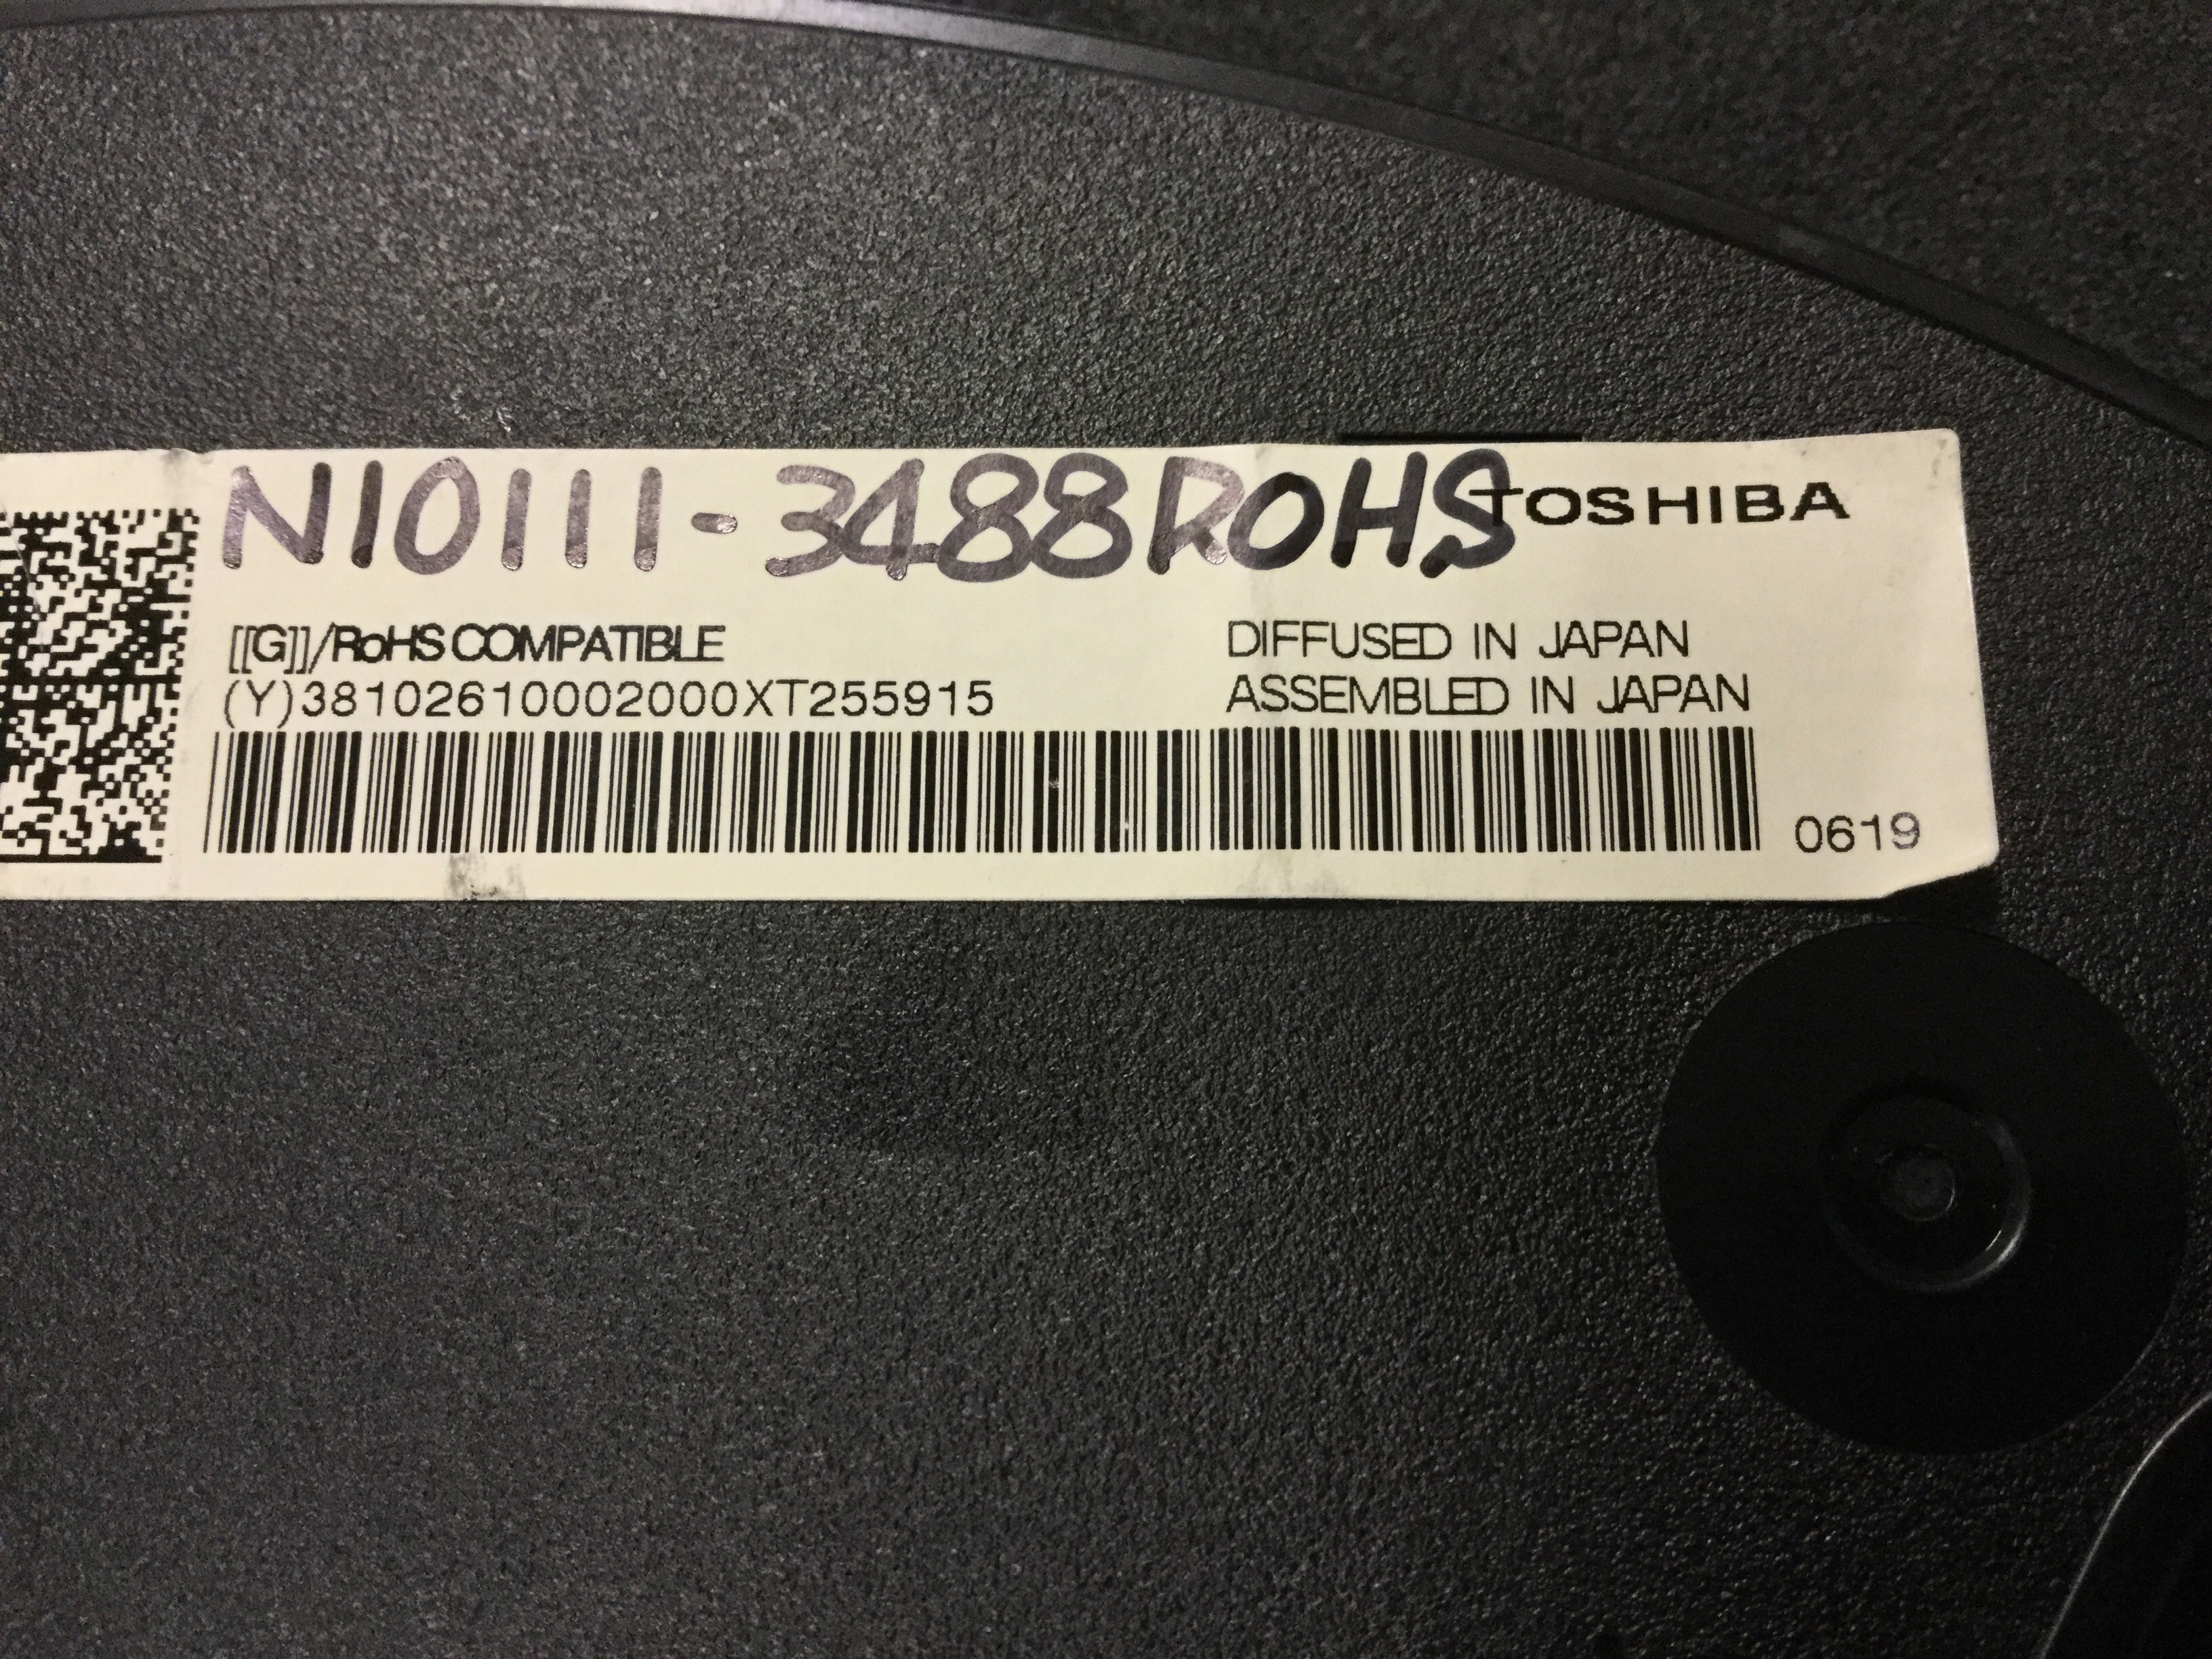 N10111-3488ROHS TOSHIBA
[[G]]/RoHS COMPATIBLE
DIFFUSED IN JAPAN
(Y)38102610002000XT255915
ASSEMBLED IN JAPAN
0619